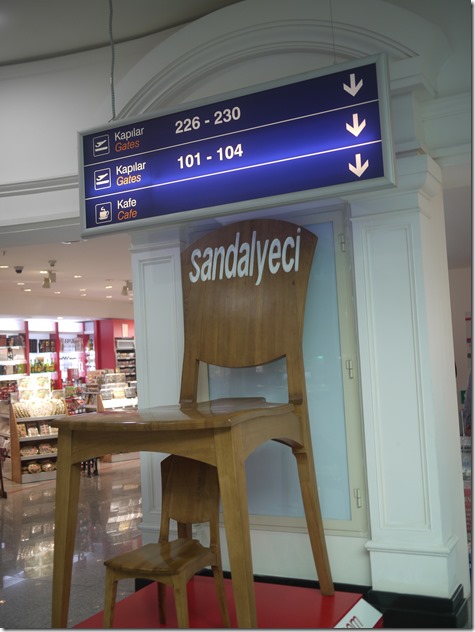 Kapılar 226 - 230
Gates
Kapılar 101 - 104
Gates
Kafe
Cafe
sandalyeci